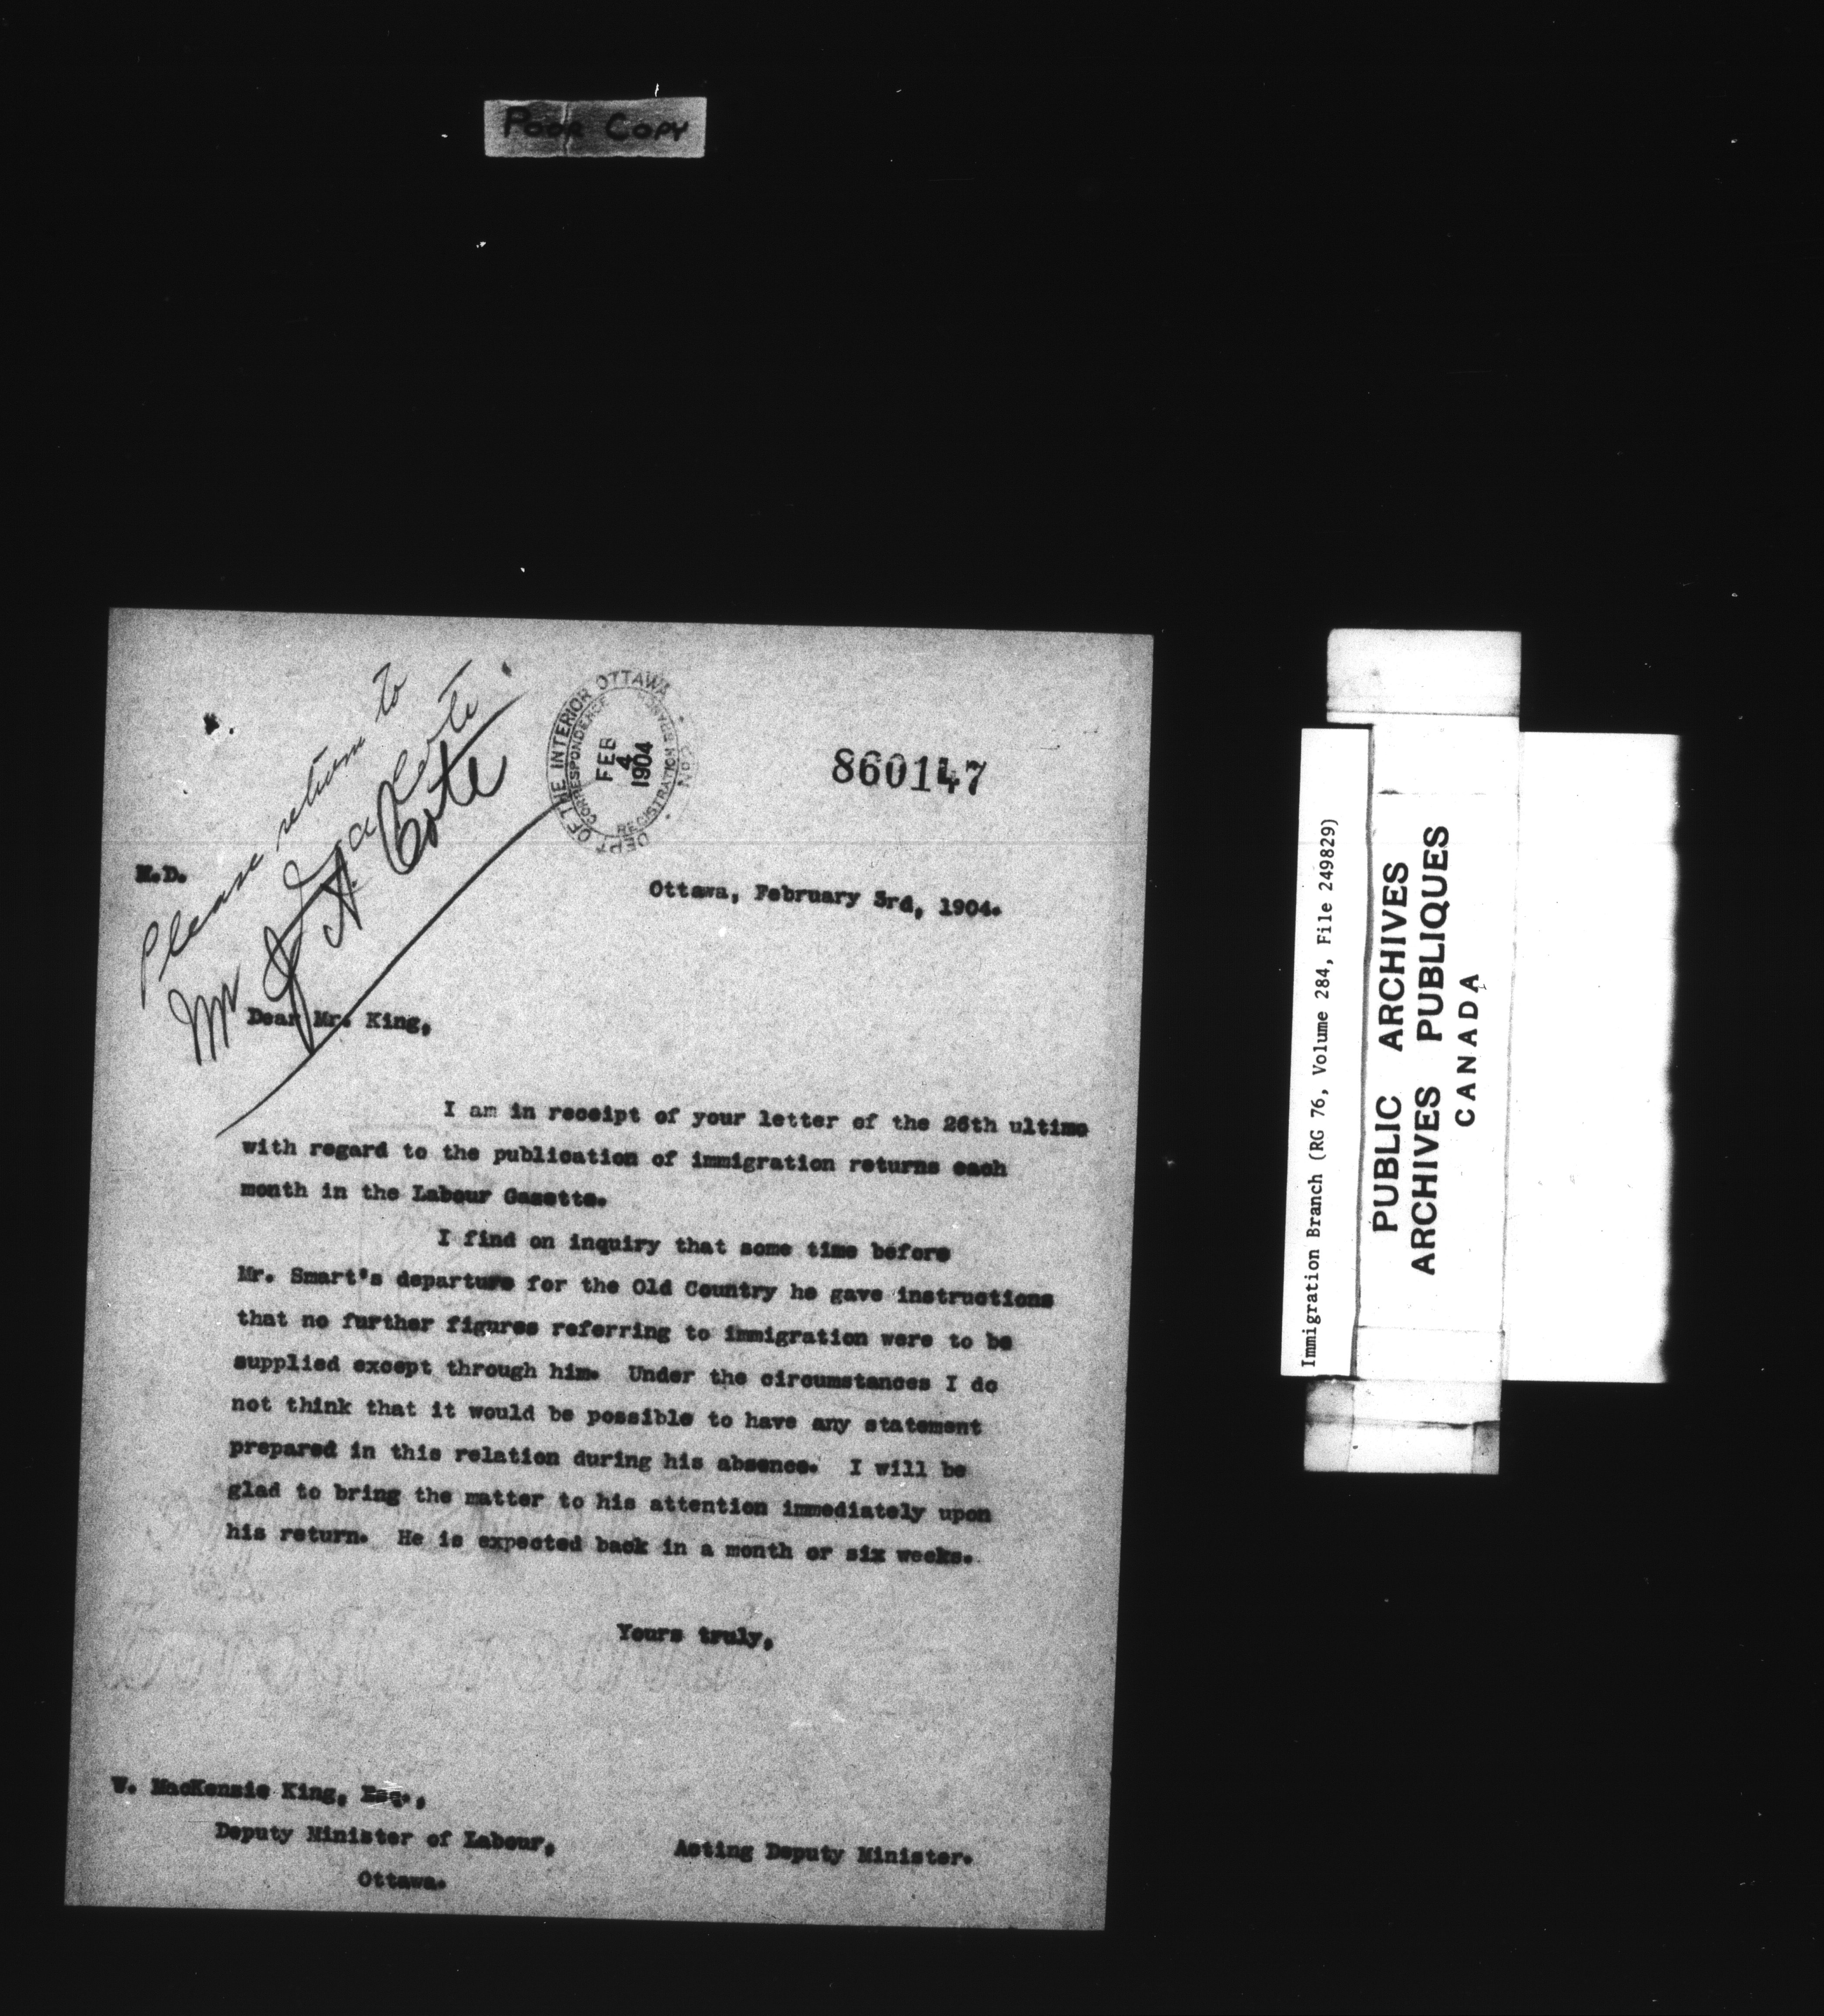 POOR COPY
Please return to
Mr J A Coté
DEPT OF THE INTERIOR OTTAWA
CORRESPONDENCE
REGISTRATION BRANCH
FEB
4
1904
860147
M.D.
Ottawa, February 3rd, 1904.
Dear Mr. King,
I am in receipt of your letter of the 26th ultimo
with regard to the publication of immigration returns each
month in the Labour Gazette.
I find on inquiry that some time before
Mr. Smart's departure for the Old Country he gave instructions
that no further figures referring to immigration were to be
supplied except through him. Under the circumstances I do
not think that it would be possible to have any statement
prepared in this relation during his absence. I will be
glad to bring the matter to his attention immediately upon
his return. He is expected back in a month or six weeks.
Yours truly,
W. MacKenzie King, Esq.,
Deputy Minister of Labour,
Ottawa.
Acting Deputy Minister.
Immigration Branch (RG 76, Volume 284, File 249829)
PUBLIC ARCHIVES
ARCHIVES PUBLIQUES
CANADA